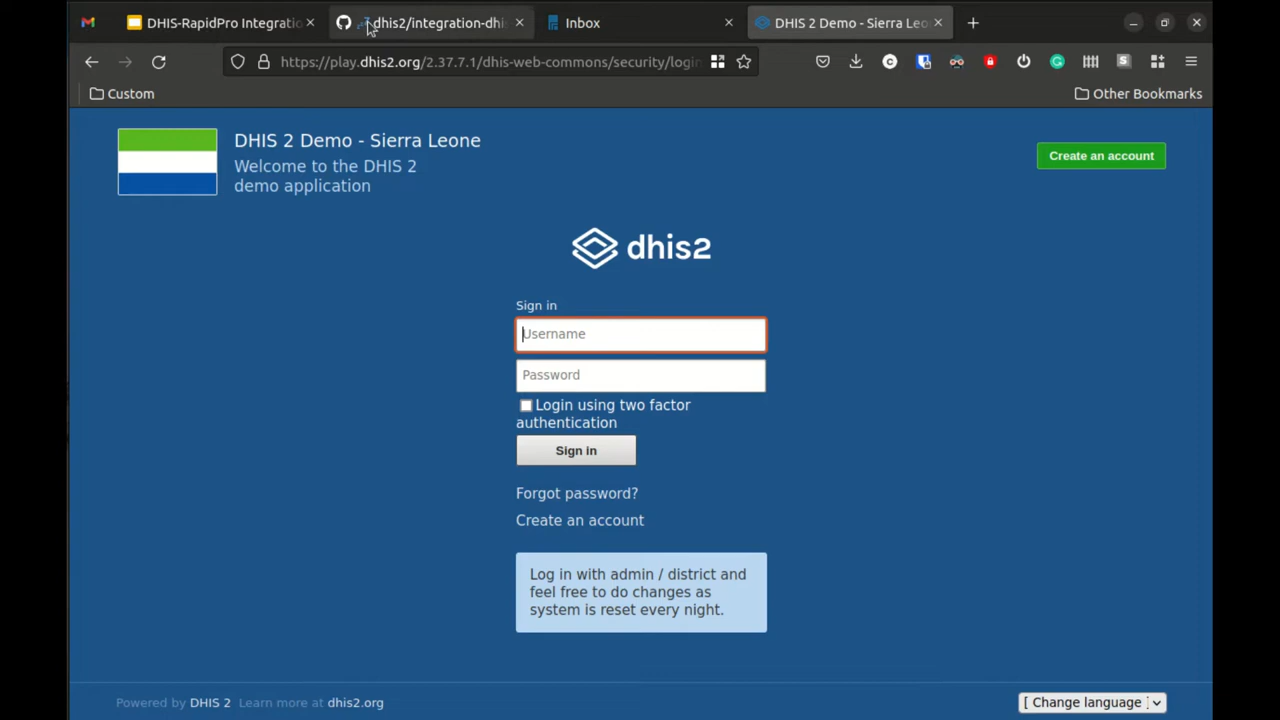 DHIS-RapidPro Integratio
dhis2/integration-dhi
Inbox
DHIS 2 Demo - Sierra Leo
https://play.dhis2.org/2.37.7.1/dhis-web-commons/security/login
Custom
Other Bookmarks
DHIS 2 Demo - Sierra Leone
Welcome to the DHIS 2
demo application
Create an account
dhis2
Sign in
Username
Password
Login using two factor
authentication
Sign in
Forgot password?
Create an account
Log in with admin / district and
feel free to do changes as
system is reset every night.
Powered by DHIS 2 Learn more at dhis2.org
[ Change language ]